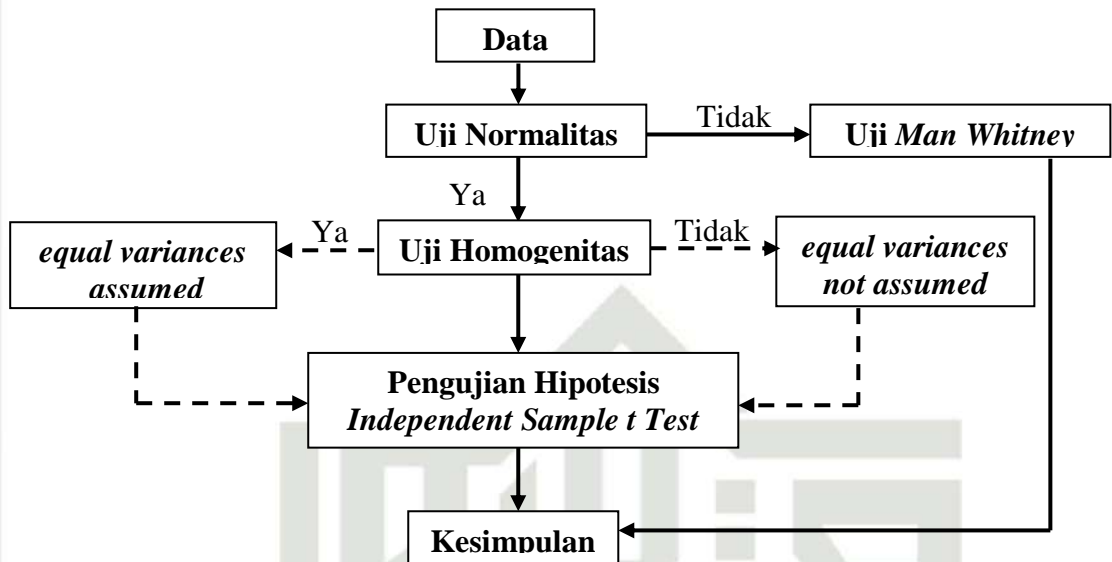 Data
Uji Normalitas
Tidak
Uji Man Whitney
Ya
equal variances
assumed
Ya
Uji Homogenitas
Tidak
equal variances
not assumed
Pengujian Hipotesis
Independent Sample t Test
Kesimpulan